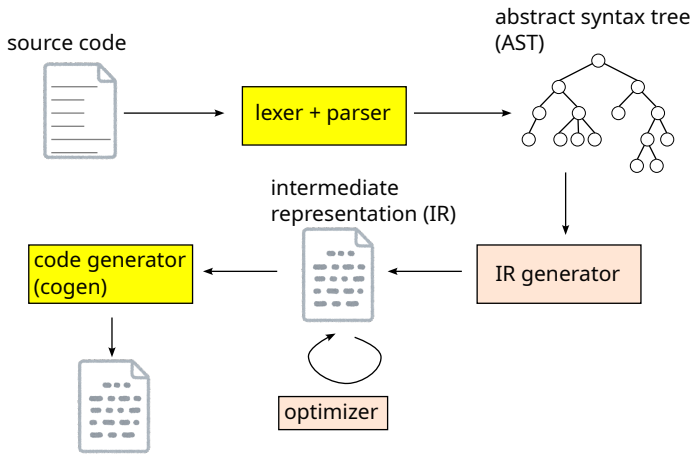 abstract syntax tree
(AST)
source code
lexer + parser
intermediate
representation (IR)
code generator
(cogen)
IR generator
optimizer